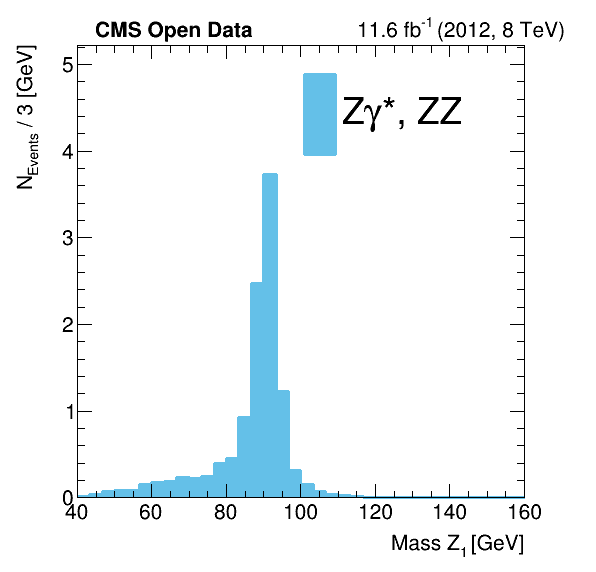 CMS Open Data 11.6 fb-1 (2012, 8 TeV)
NEvents / 3 [GeV]
5
4
3
2
1
0
Zγ*, ZZ
40 60 80 100 120 140 160
Mass Z1 [GeV]